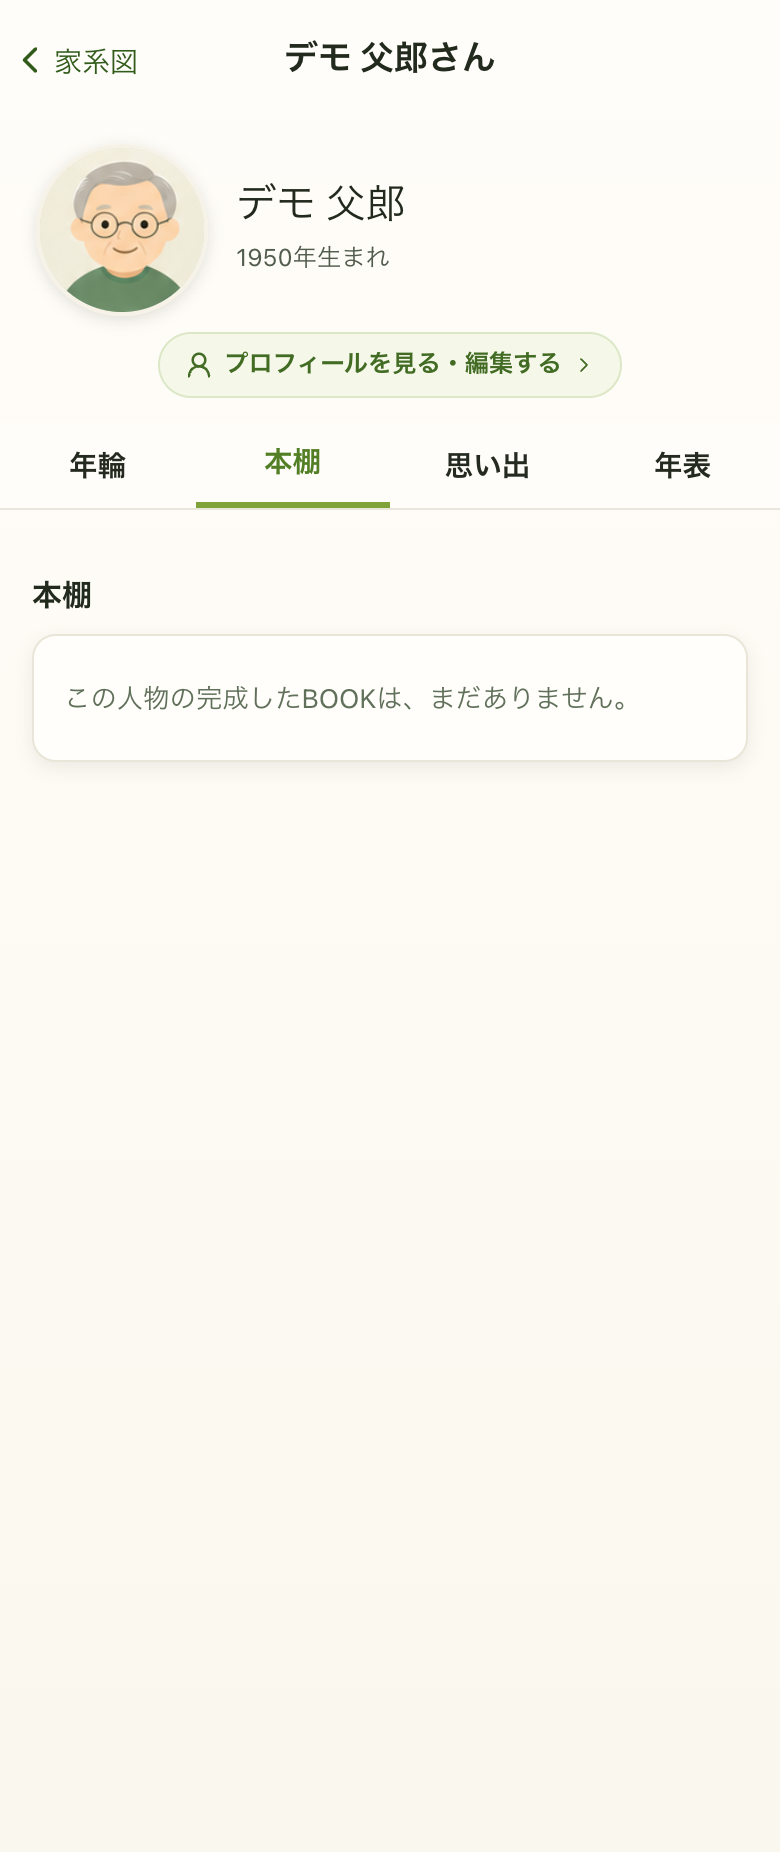 家系図
デモ 父郎さん
デモ 父郎
1950年生まれ
プロフィールを見る・編集する
年輪
本棚
思い出
年表
本棚
この人物の完成したBOOKは、まだありません。